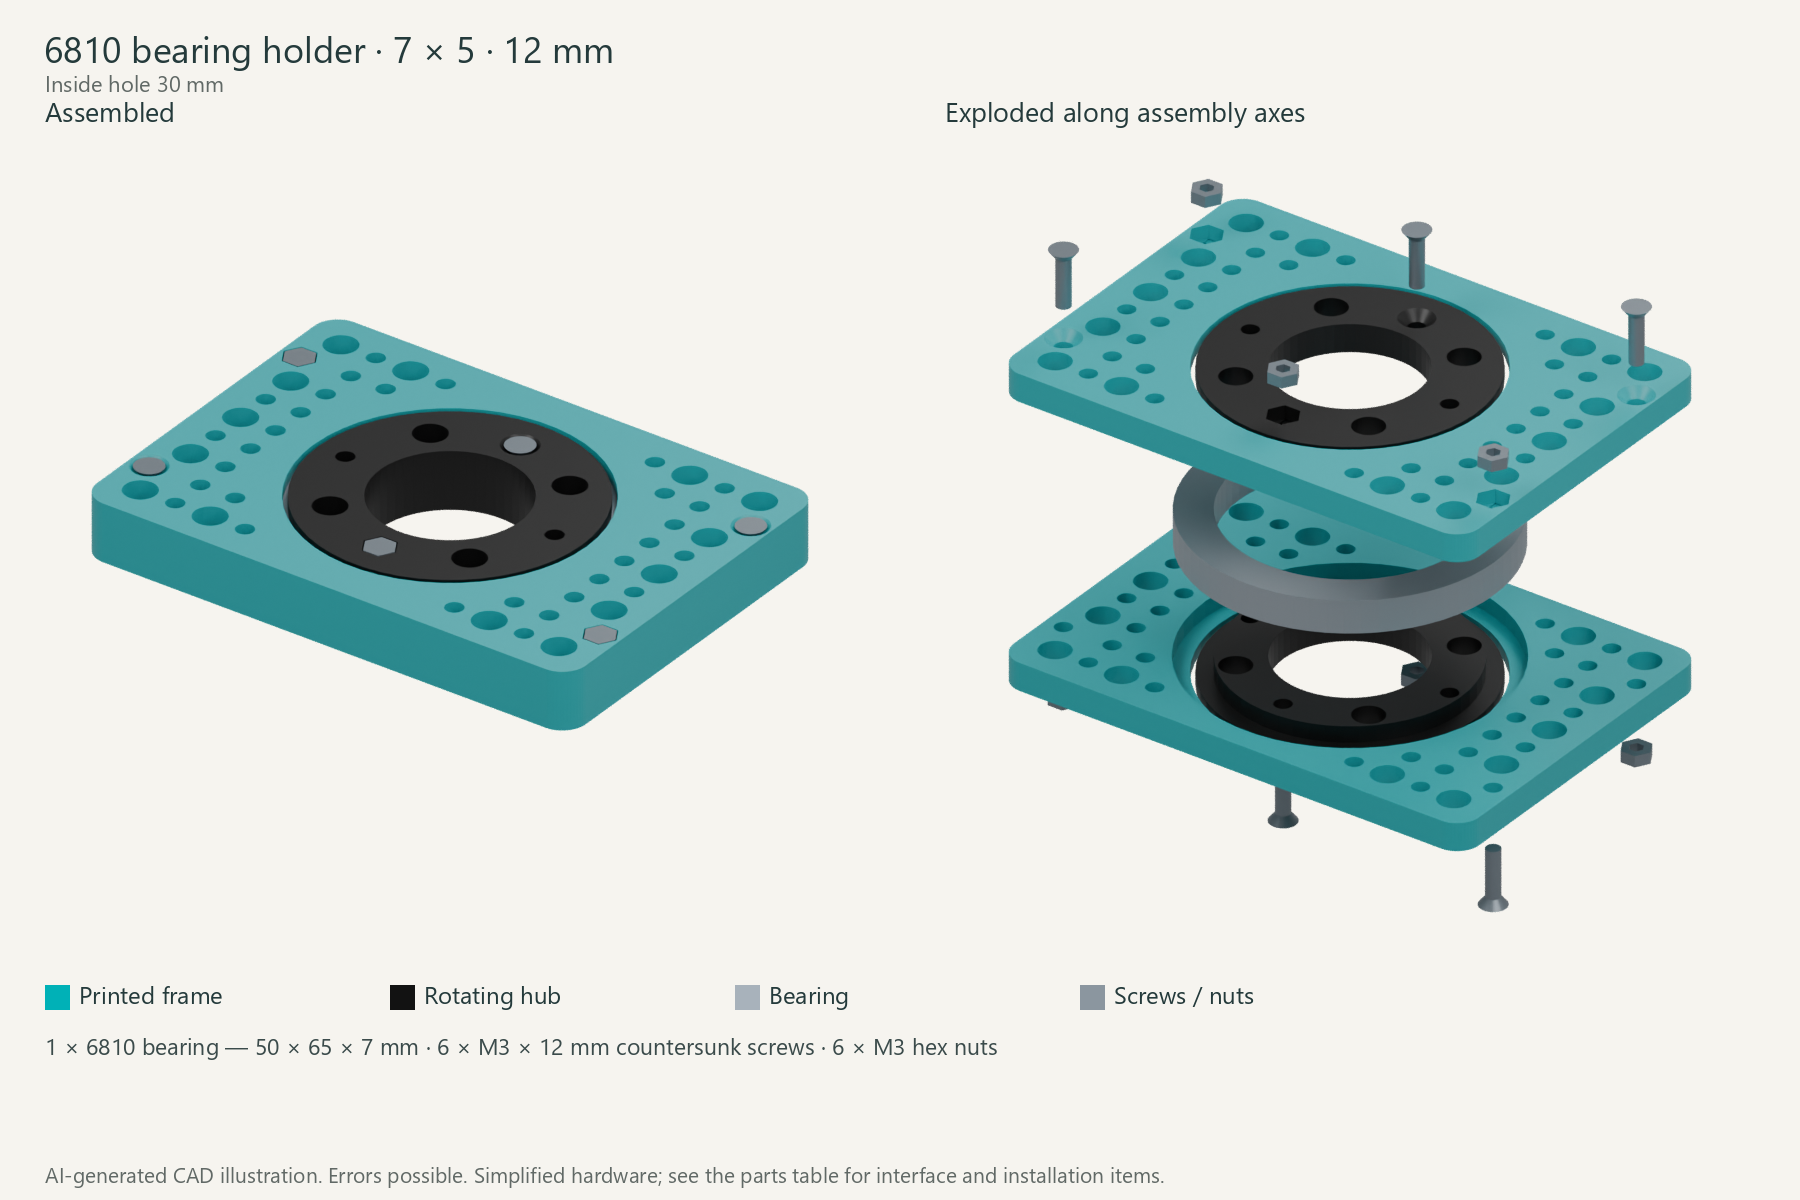 6810 bearing holder · 7 × 5 · 12 mm
Inside hole 30 mm
Assembled
Exploded along assembly axes
Printed frame
Rotating hub
Bearing
Screws / nuts
1 × 6810 bearing — 50 × 65 × 7 mm · 6 × M3 × 12 mm countersunk screws · 6 × M3 hex nuts
AI-generated CAD illustration. Errors possible. Simplified hardware; see the parts table for interface and installation items.